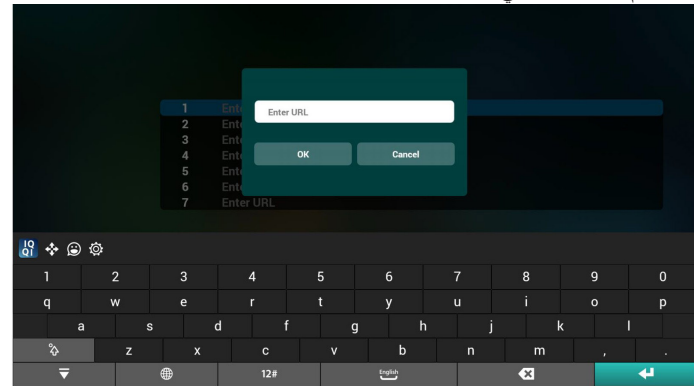 Enter URL
OK Cancel
1 Ente
2 Ente
3 Ente
4 Ente
5 Ente
6 Ente
7 Enter URL
IQQI
1 2 3 4 5 6 7 8 9 0
q w e r t y u i o p
a s d f g h j k l
z x c v b n m , .
12# English